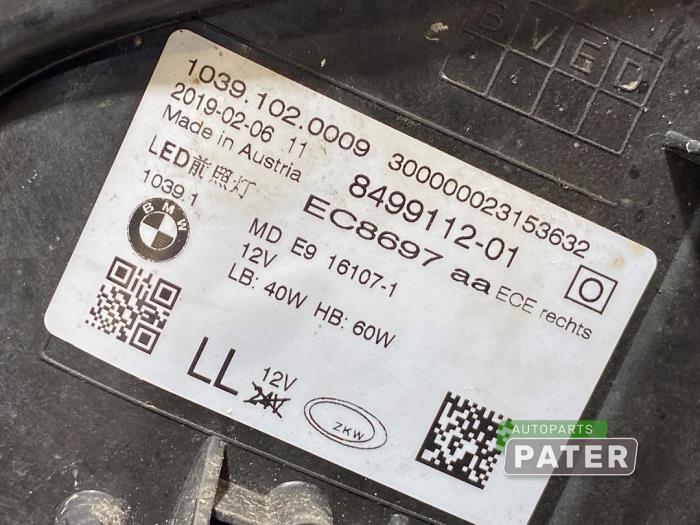 B V G D
1039.102.0009 300000023153632
2019-02-06 11 8499112-01
Made in Austria EC8697 aa ECE rechts
LED前照灯
1039.1
BMW
MD E9 16107-1
12V
LB: 40W HB: 60W
LL 12V
24V
ZKW
O
AUTOPARTS
PATER